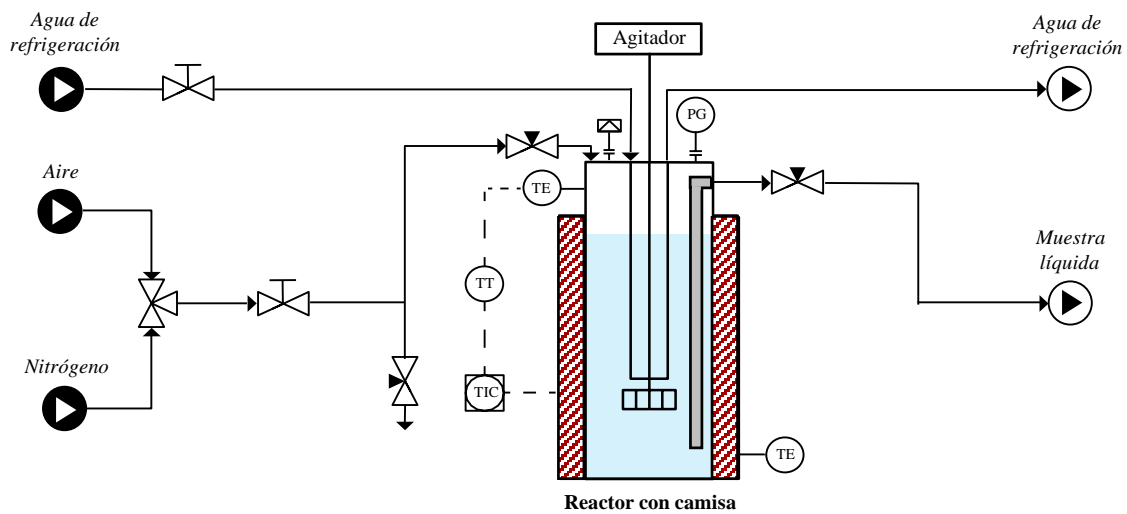 Agua de
refrigeración
Agitador
Agua de
refrigeración
PG
Aire
TE
Muestra
líquida
TT
Nitrógeno
TIC
TE
Reactor con camisa